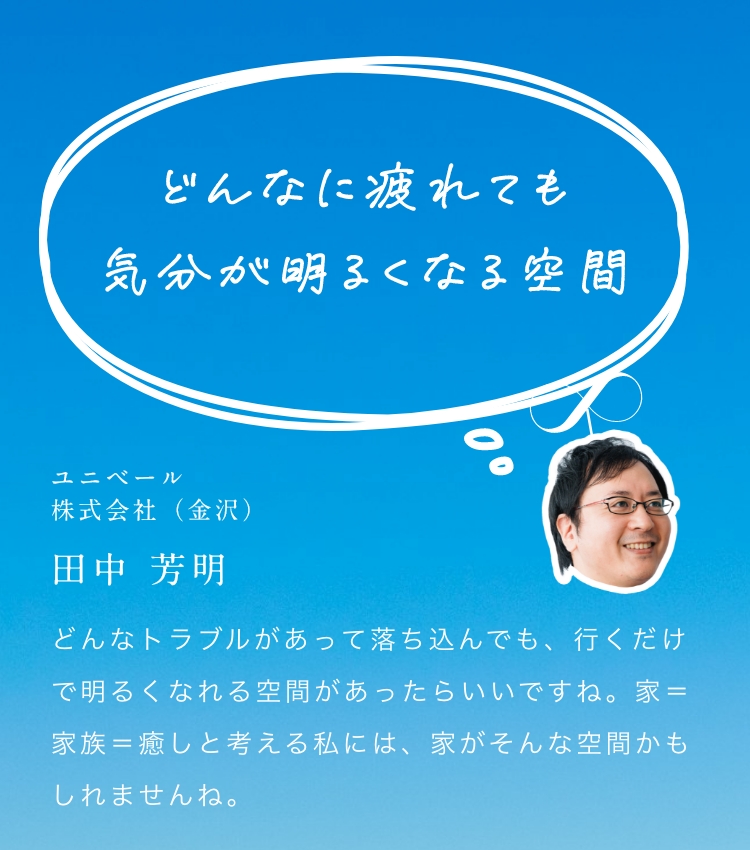 どんなに疲れても
気分が明るくなる空間
ユニベール
株式会社（金沢）
田中 芳明
どんなトラブルがあって落ち込んでも、行くだけ
で明るくなれる空間があったらいいですね。家＝
家族＝癒しと考える私には、家がそんな空間かも
しれませんね。